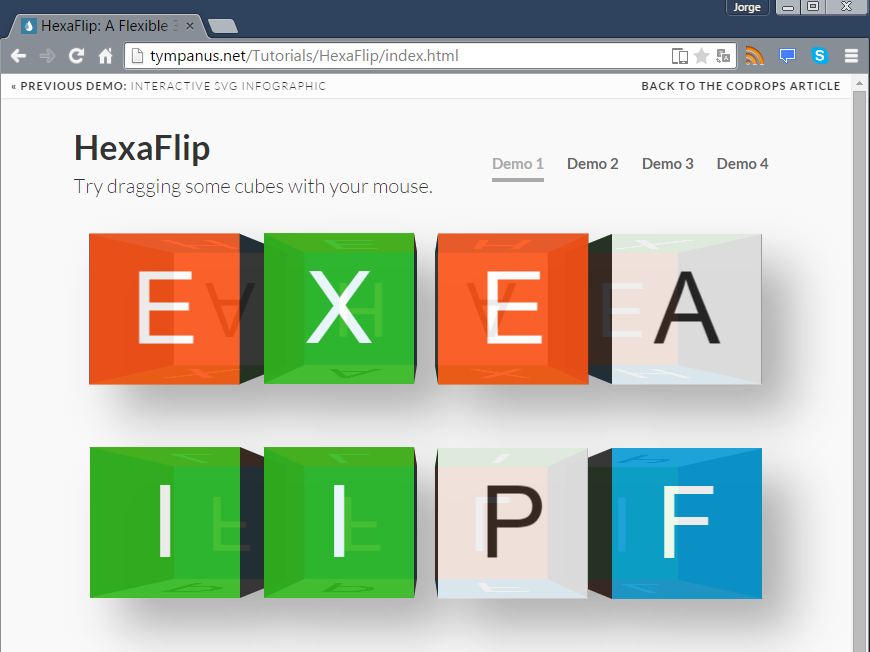 Jorge
HexaFlip: A Flexible
tympanus.net/Tutorials/HexaFlip/index.html
« PREVIOUS DEMO: INTERACTIVE SVG INFOGRAPHIC
BACK TO THE CODROPS ARTICLE
HexaFlip
Demo 1 Demo 2 Demo 3 Demo 4
Try dragging some cubes with your mouse.
E X E A
I I P F